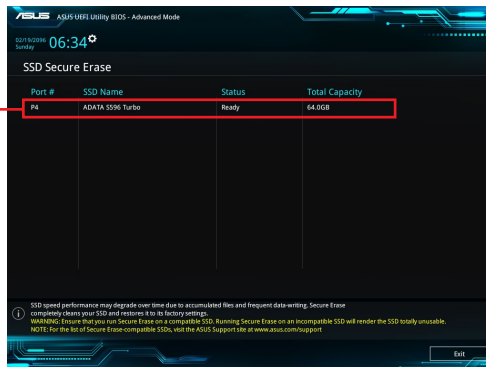 ASUS UEFI Utility BIOS - Advanced Mode
02/19/2096
Sunday
06:34
SSD Secure Erase
Port # SSD Name Status Total Capacity
P4 ADATA S596 Turbo Ready 64.0GB
SSD speed performance may degrade over time due to accumulated files and frequent data-writing. Secure Erase
completely cleans your SSD and restores it to its factory settings.
WARNING: Ensure that you run Secure Erase on a compatible SSD. Running Secure Erase on an incompatible SSD will render the SSD totally unusable.
NOTE: For the list of Secure Erase-compatible SSDs, visit the ASUS Support site at www.asus.com/support
Exit